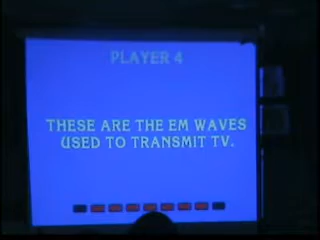 PLAYER 4
THESE ARE THE EM WAVES
USED TO TRANSMIT TV.